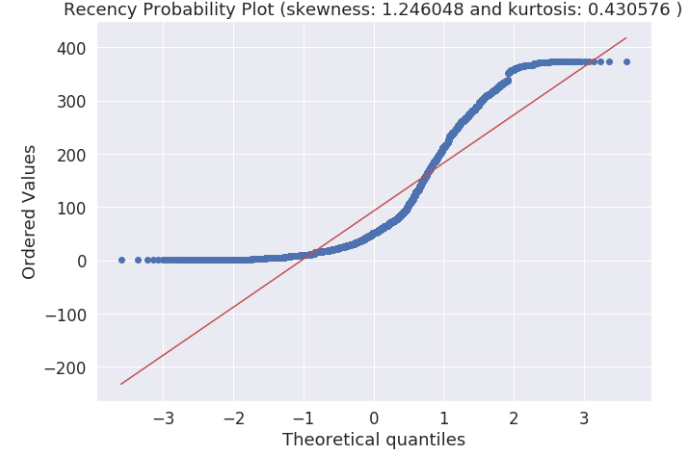 Recency Probability Plot (skewness: 1.246048 and kurtosis: 0.430576 )
400
300
200
100
0
−100
−200
Ordered Values
−3 −2 −1 0 1 2 3
Theoretical quantiles